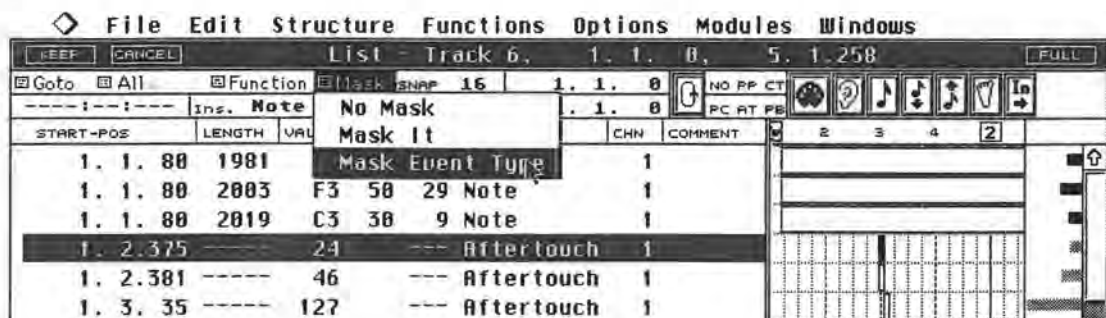 File Edit Structure Functions Options Modules Windows
KEEP CANCEL List - Track 6, 1. 1. 0, 5. 1.258 FULL
Goto All Function Mask SNAP 16 1. 1. 0 NO PP CT In
----:--:--- Ins. Note 1. 1. 0 PC AT PB
No Mask
Mask It
Mask Event Type
START-POS LENGTH VAL CHN COMMENT 2 3 4 2
1. 1. 80 1981 1
1. 1. 80 2003 F3 50 29 Note 1
1. 1. 80 2019 C3 30 9 Note 1
1. 2.375 ----- 24 --- Aftertouch 1
1. 2.381 ----- 46 --- Aftertouch 1
1. 3. 35 ----- 127 --- Aftertouch 1